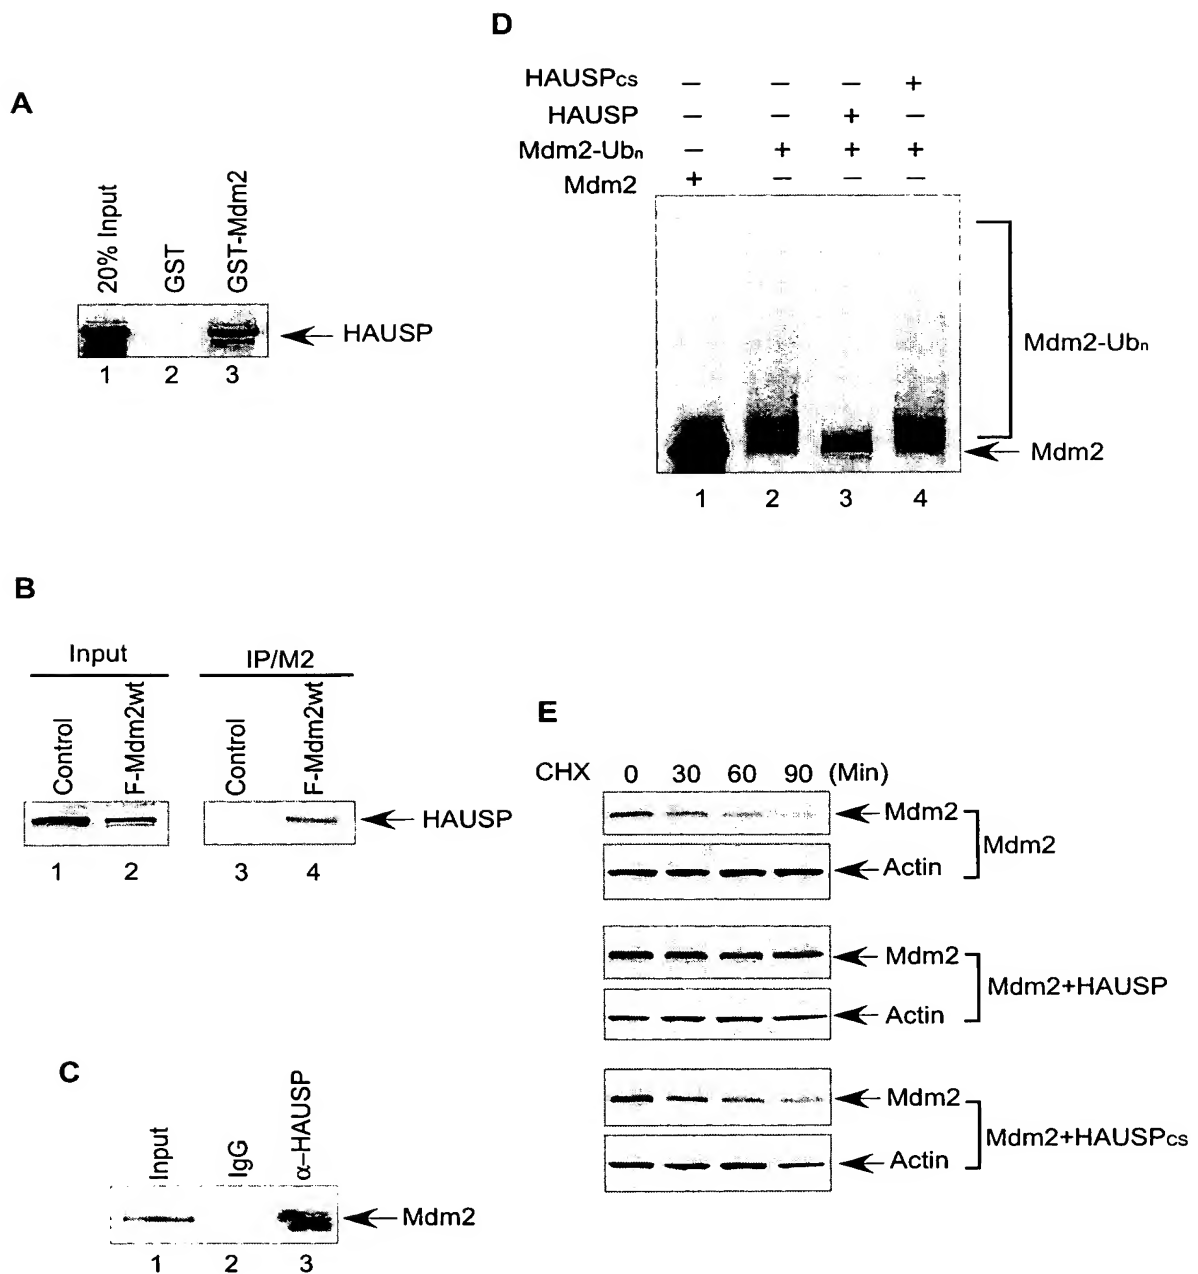 A
20% Input
GST
GST-Mdm2
HAUSP
1 2 3
B
Input IP/M2
Control
F-Mdm2wt
Control
F-Mdm2wt
HAUSP
1 2 3 4
C
Input
IgG
α–HAUSP
Mdm2
1 2 3
D
HAUSPcs – – – +
HAUSP – – + –
Mdm2-Ubn – + + +
Mdm2 + – – –
Mdm2-Ubn
Mdm2
1 2 3 4
E
CHX 0 30 60 90 (Min)
Mdm2
Actin
Mdm2
Mdm2
Actin
Mdm2+HAUSP
Mdm2
Actin
Mdm2+HAUSPcs